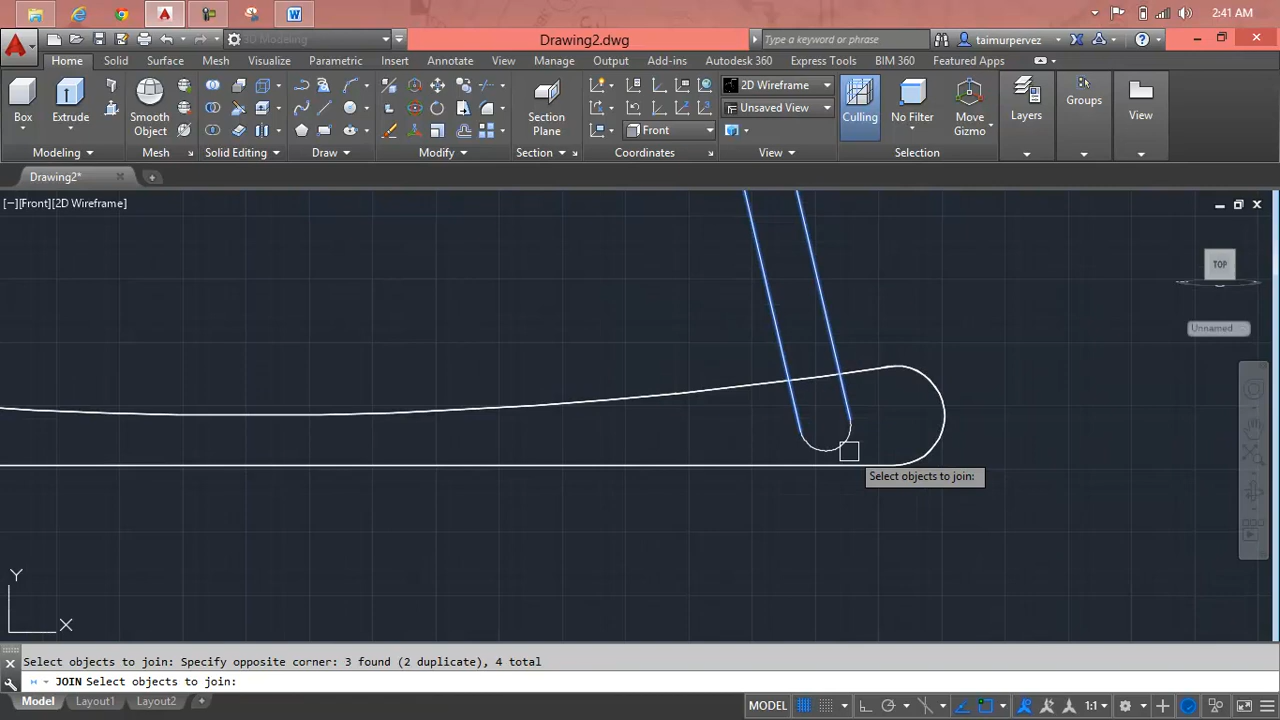 2:41 AM
3D Modeling
Drawing2.dwg
Type a keyword or phrase
taimurpervez
Home Solid Surface Mesh Visualize Parametric Insert Annotate View Manage Output Add-ins Autodesk 360 Express Tools BIM 360 Featured Apps
2D Wireframe
Unsaved View
Front
Box Extrude Smooth Object Section Plane Culling No Filter Move Gizmo Layers Groups View
Modeling Mesh Solid Editing Draw Modify Section Coordinates View Selection
Drawing2*
[−][Front][2D Wireframe]
TOP
Unnamed
Select objects to join:
Y
X
Select objects to join: Specify opposite corner: 3 found (2 duplicate), 4 total
JOIN Select objects to join:
Model Layout1 Layout2 +
MODEL 1:1